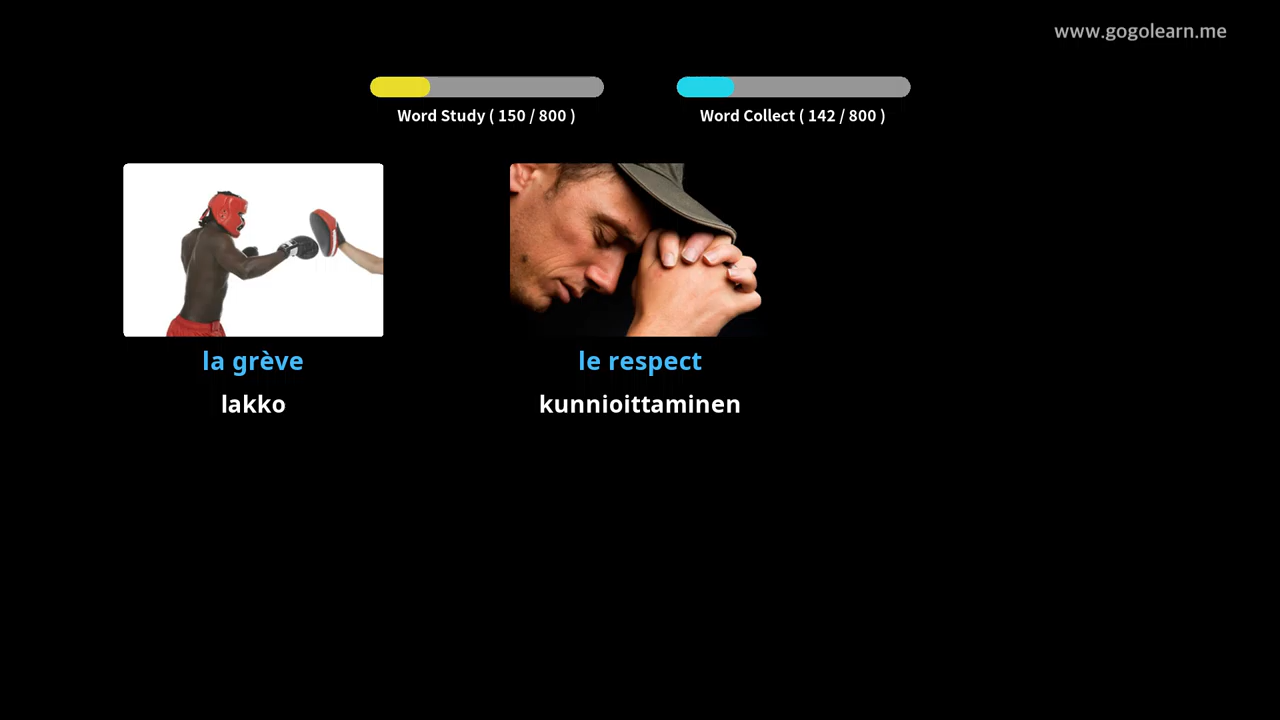 www.gogolearn.me
Word Study ( 150 / 800 )
Word Collect ( 142 / 800 )
la grève
lakko
le respect
kunnioittaminen